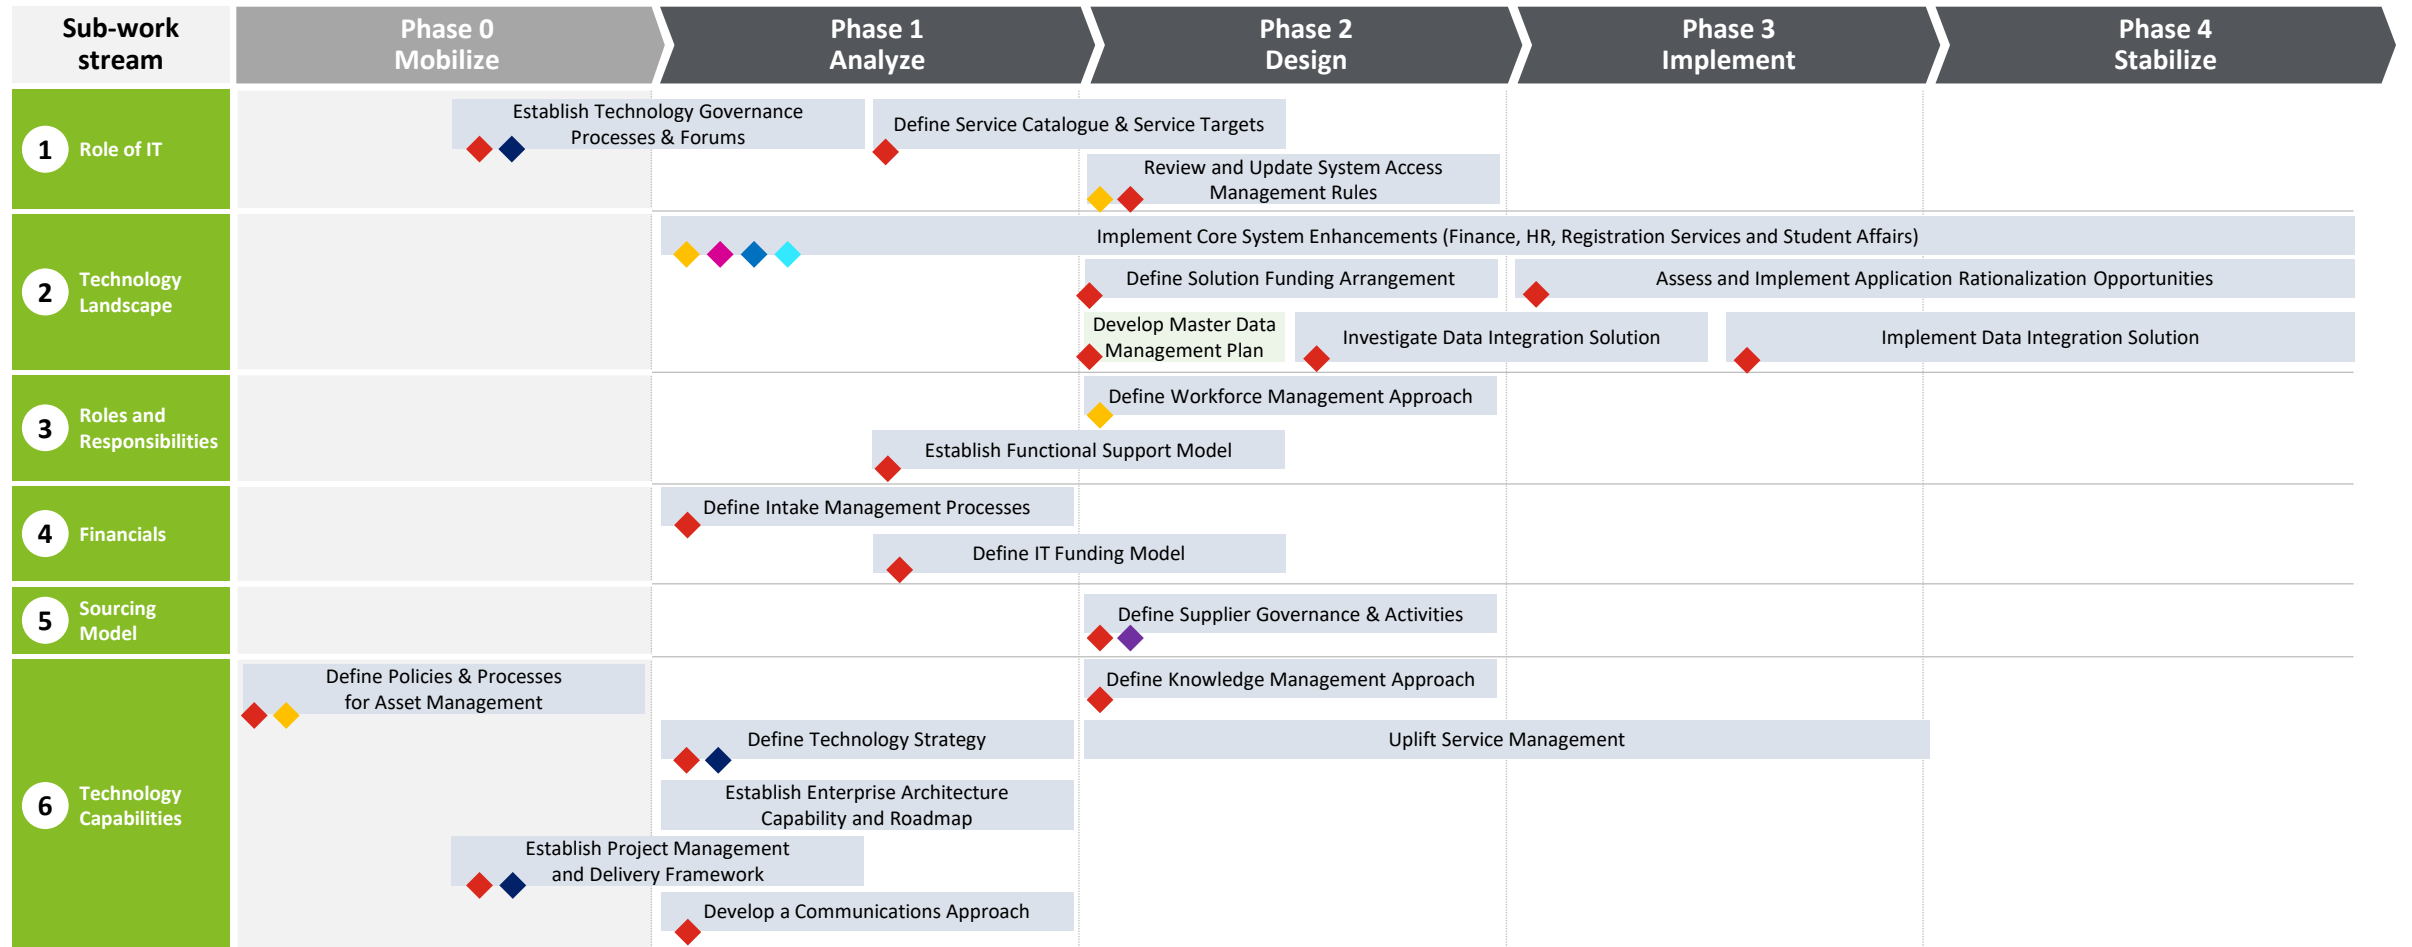 Sub-work
stream
Phase 0
Mobilize
Phase 1
Analyze
Phase 2
Design
Phase 3
Implement
Phase 4
Stabilize
1
Role of IT
Establish Technology Governance
Processes & Forums
Define Service Catalogue & Service Targets
Review and Update System Access
Management Rules
2
Technology
Landscape
Implement Core System Enhancements (Finance, HR, Registration Services and Student Affairs)
Define Solution Funding Arrangement
Assess and Implement Application Rationalization Opportunities
Develop Master Data
Management Plan
Investigate Data Integration Solution
Implement Data Integration Solution
3
Roles and
Responsibilities
Define Workforce Management Approach
Establish Functional Support Model
4
Financials
Define Intake Management Processes
Define IT Funding Model
5
Sourcing
Model
Define Supplier Governance & Activities
6
Technology
Capabilities
Define Policies & Processes
for Asset Management
Define Knowledge Management Approach
Define Technology Strategy
Uplift Service Management
Establish Enterprise Architecture
Capability and Roadmap
Establish Project Management
and Delivery Framework
Develop a Communications Approach